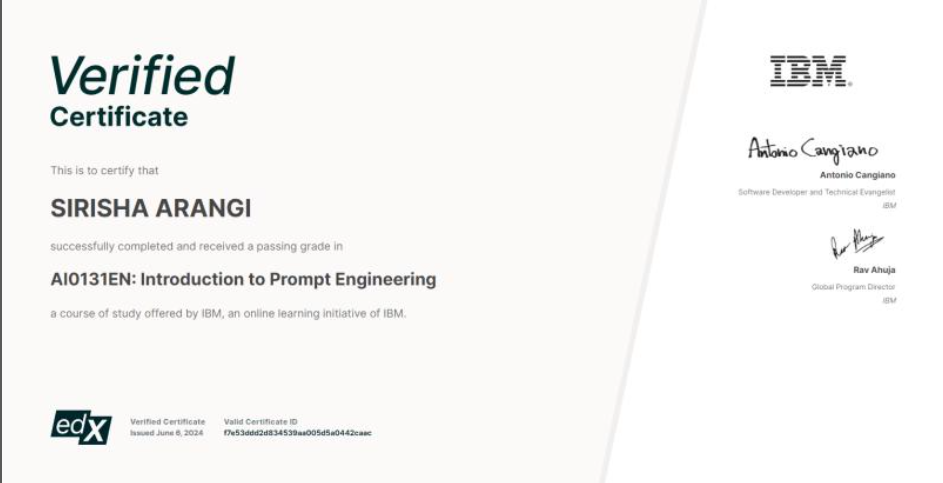 Verified
Certificate
This is to certify that
SIRISHA ARANGI
successfully completed and received a passing grade in
AI0131EN: Introduction to Prompt Engineering
a course of study offered by IBM, an online learning initiative of IBM.
edX
Verified Certificate
Issued June 6, 2024
Valid Certificate ID
f7e53ddd2d834539aa005d5a0442caac
IBM®
Antonio Cangiano
Antonio Cangiano
Software Developer and Technical Evangelist
IBM
Rav Ahuja
Rav Ahuja
Global Program Director
IBM